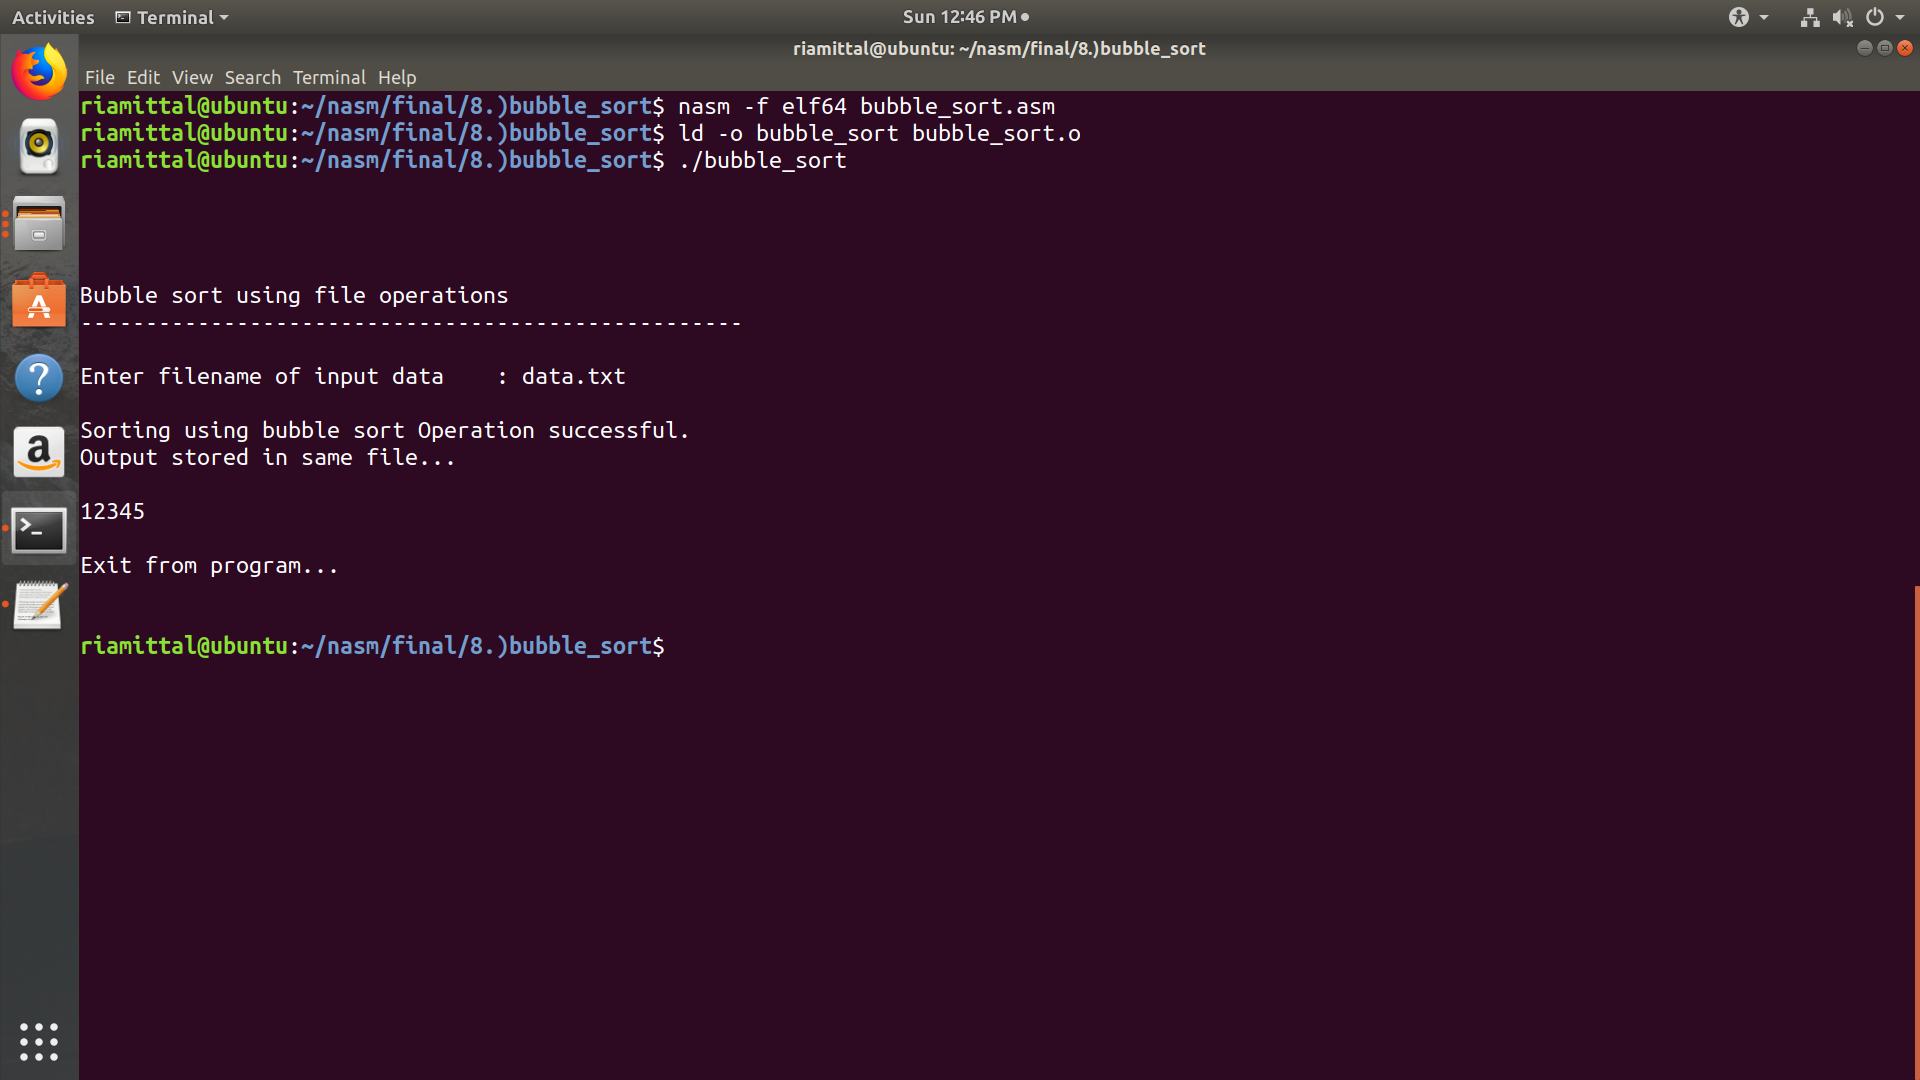 Activities Terminal Sun 12:46 PM
riamittal@ubuntu: ~/nasm/final/8.)bubble_sort
File Edit View Search Terminal Help
riamittal@ubuntu:~/nasm/final/8.)bubble_sort$ nasm -f elf64 bubble_sort.asm
riamittal@ubuntu:~/nasm/final/8.)bubble_sort$ ld -o bubble_sort bubble_sort.o
riamittal@ubuntu:~/nasm/final/8.)bubble_sort$ ./bubble_sort
Bubble sort using file operations
---------------------------------------------------
Enter filename of input data    : data.txt
Sorting using bubble sort Operation successful.
Output stored in same file...
12345
Exit from program...
riamittal@ubuntu:~/nasm/final/8.)bubble_sort$